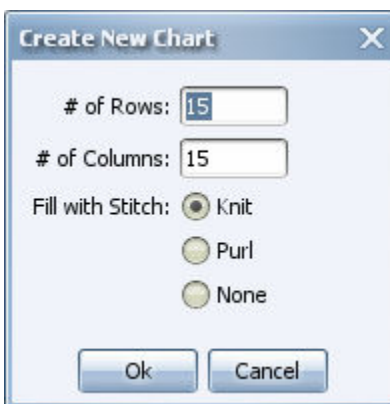 Create New Chart
# of Rows: 15
# of Columns: 15
Fill with Stitch: Knit
Purl
None
Ok Cancel